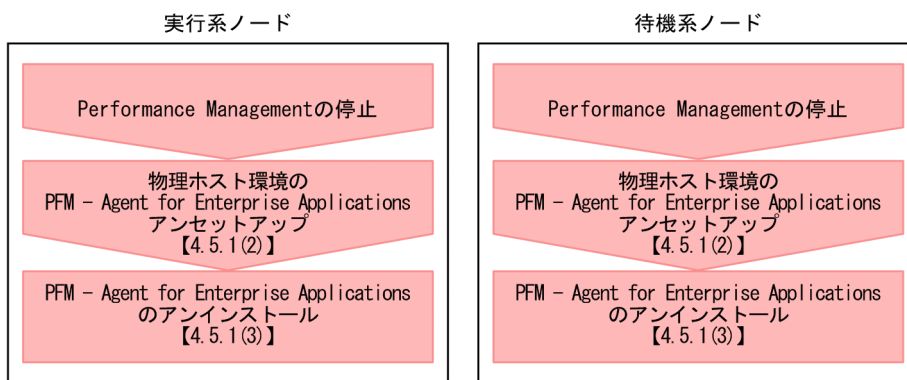 実行系ノード
Performance Managementの停止
物理ホスト環境の
PFM - Agent for Enterprise Applications
アンセットアップ
【4.5.1(2)】
PFM - Agent for Enterprise Applications
のアンインストール
【4.5.1(3)】
待機系ノード
Performance Managementの停止
物理ホスト環境の
PFM - Agent for Enterprise Applications
アンセットアップ
【4.5.1(2)】
PFM - Agent for Enterprise Applications
のアンインストール
【4.5.1(3)】